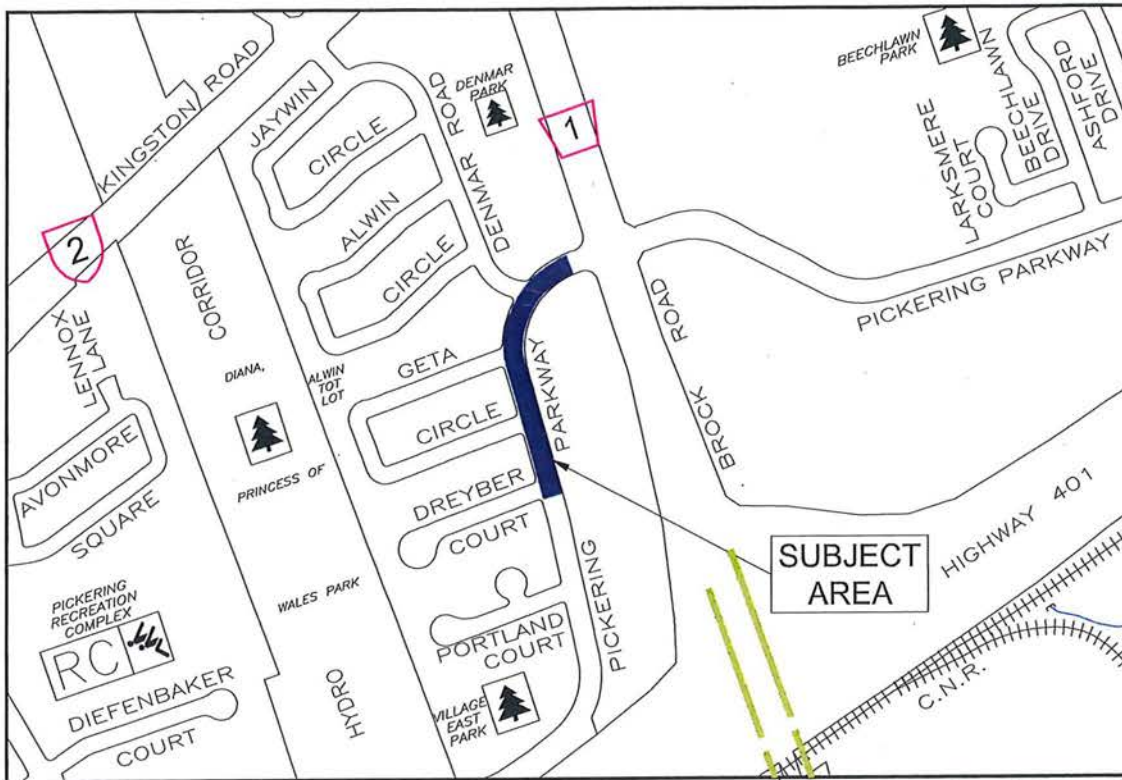 KINGSTON ROAD
2
LENNOX
LANE
AVONMORE
SQUARE
PICKERING
RECREATION
COMPLEX
RC
DIEFENBAKER
COURT
CORRIDOR
HYDRO
DIANA,
PRINCESS OF
WALES PARK
JAYWIN
CIRCLE
ALWIN
CIRCLE
ALWIN
TOT
LOT
GETA
CIRCLE
DREYBER
COURT
PORTLAND
COURT
VILLAGE
EAST
PARK
DENMAR ROAD
DENMAR
PARK
1
PICKERING PARKWAY
BROCK ROAD
BEECHLAWN
PARK
LARKSMERE
COURT
BEECHLAWN
DRIVE
ASHFORD
DRIVE
PICKERING PARKWAY
HIGHWAY 401
C.N.R.
SUBJECT
AREA